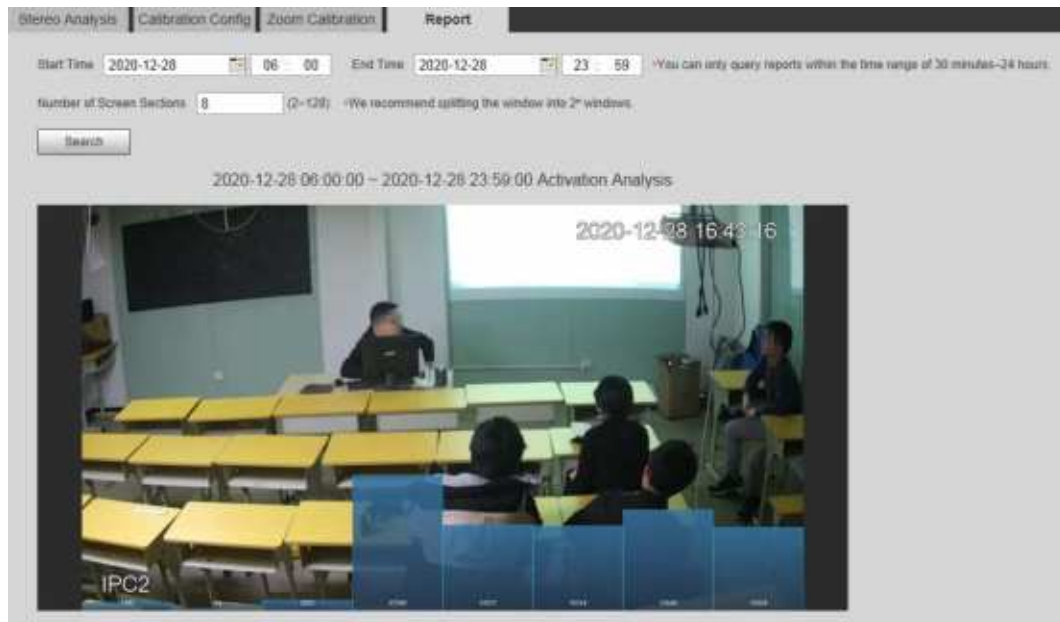 Stereo Analysis Calibration Config Zoom Calibration Report
Start Time 2020-12-28 06 : 00 End Time 2020-12-28 23 : 59 *You can only query reports within the time range of 30 minutes–24 hours.
Number of Screen Sections 8 (2~128) *We recommend splitting the window into 2ⁿ windows.
Search
2020-12-28 06:00:00 ~ 2020-12-28 23:59:00 Activation Analysis
2020-12-28 16:43:16
IPC2